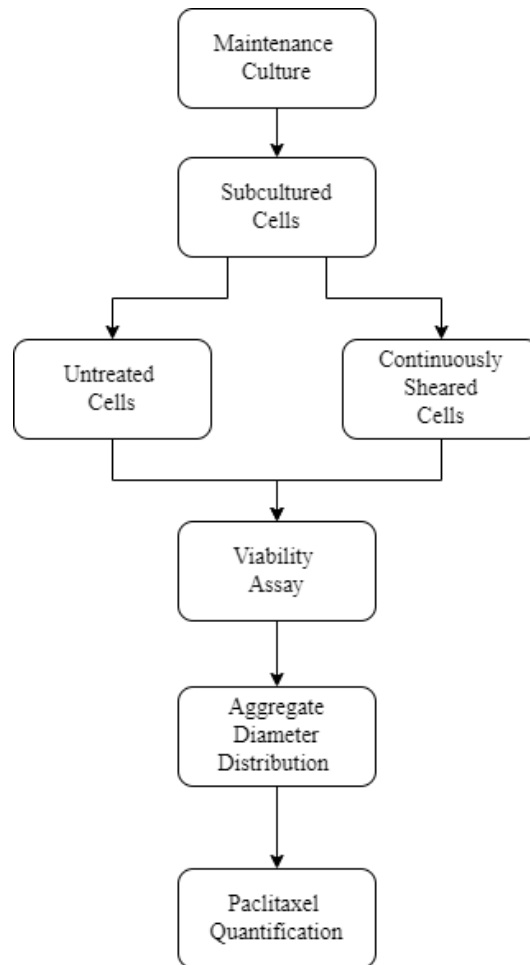 Maintenance
Culture
Subcultured
Cells
Untreated
Cells
Continuously
Sheared
Cells
Viability
Assay
Aggregate
Diameter
Distribution
Paclitaxel
Quantification